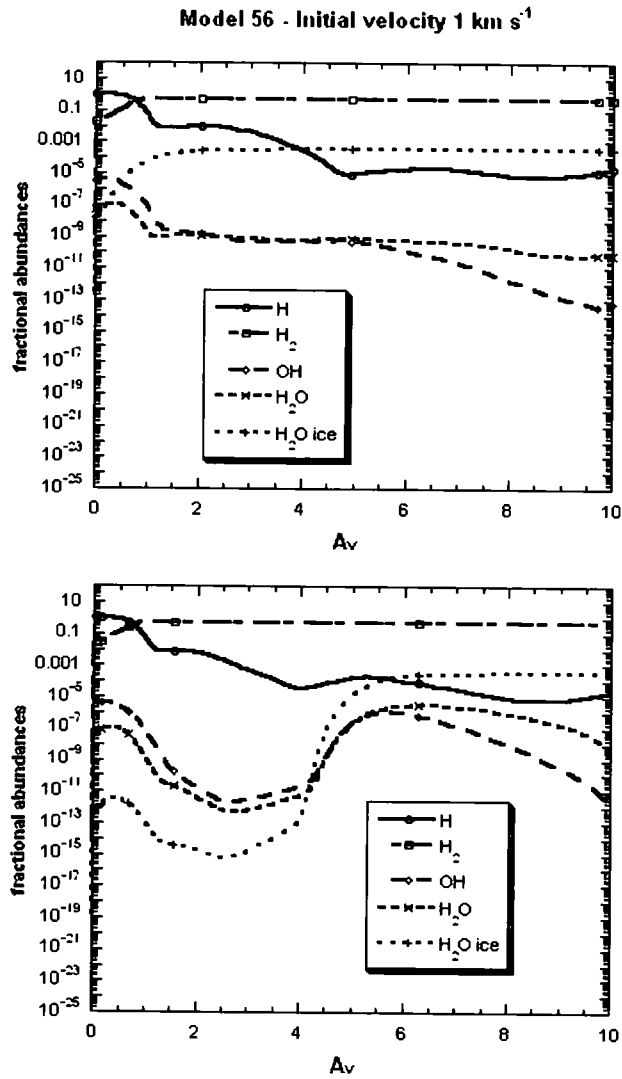 Model 56 - Initial velocity 1 km s⁻¹
fractional abundances
10
0.1
0.001
10⁻⁵
10⁻⁷
10⁻⁹
10⁻¹¹
10⁻¹³
10⁻¹⁵
10⁻¹⁷
10⁻¹⁹
10⁻²¹
10⁻²³
10⁻²⁵
H
H₂
OH
H₂O
H₂O ice
0 2 4 6 8 10
Aᵥ
fractional abundances
10
0.1
0.001
10⁻⁵
10⁻⁷
10⁻⁹
10⁻¹¹
10⁻¹³
10⁻¹⁵
10⁻¹⁷
10⁻¹⁹
10⁻²¹
10⁻²³
10⁻²⁵
H
H₂
OH
H₂O
H₂O ice
0 2 4 6 8 10
Aᵥ